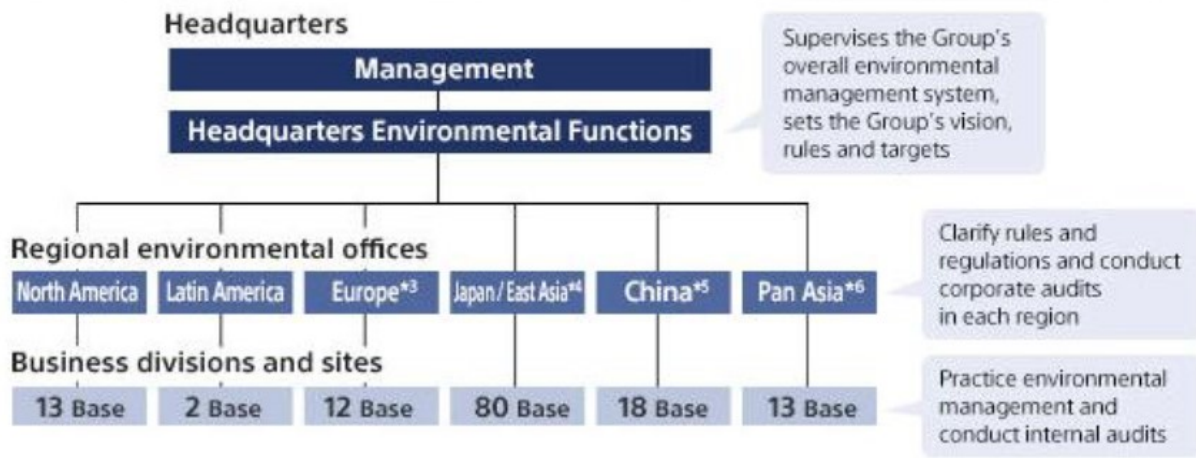 Headquarters
Management
Headquarters Environmental Functions
Supervises the Group's
overall environmental
management system,
sets the Group's vision,
rules and targets
Regional environmental offices
North America
Latin America
Europe*3
Japan / East Asia*4
China*5
Pan Asia*6
Clarify rules and
regulations and conduct
corporate audits
in each region
Business divisions and sites
13 Base
2 Base
12 Base
80 Base
18 Base
13 Base
Practice environmental
management and
conduct internal audits